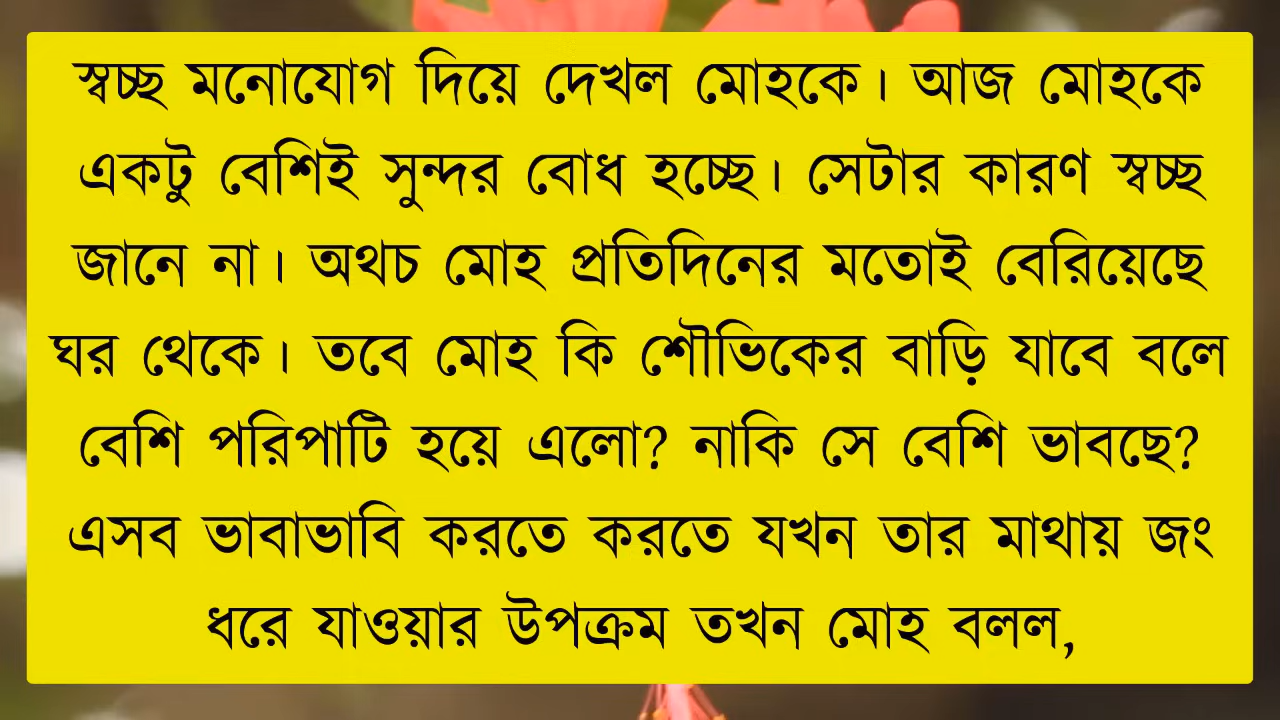 স্বচ্ছ মনোযোগ দিয়ে দেখল মোহকে। আজ মোহকে
একটু বেশিই সুন্দর বোধ হচ্ছে। সেটার কারণ স্বচ্ছ
জানে না। অথচ মোহ প্রতিদিনের মতোই বেরিয়েছে
ঘর থেকে। তবে মোহ কি শৌভিকের বাড়ি যাবে বলে
বেশি পরিপাটি হয়ে এলো? নাকি সে বেশি ভাবছে?
এসব ভাবাভাবি করতে করতে যখন তার মাথায় জং
ধরে যাওয়ার উপক্রম তখন মোহ বলল,